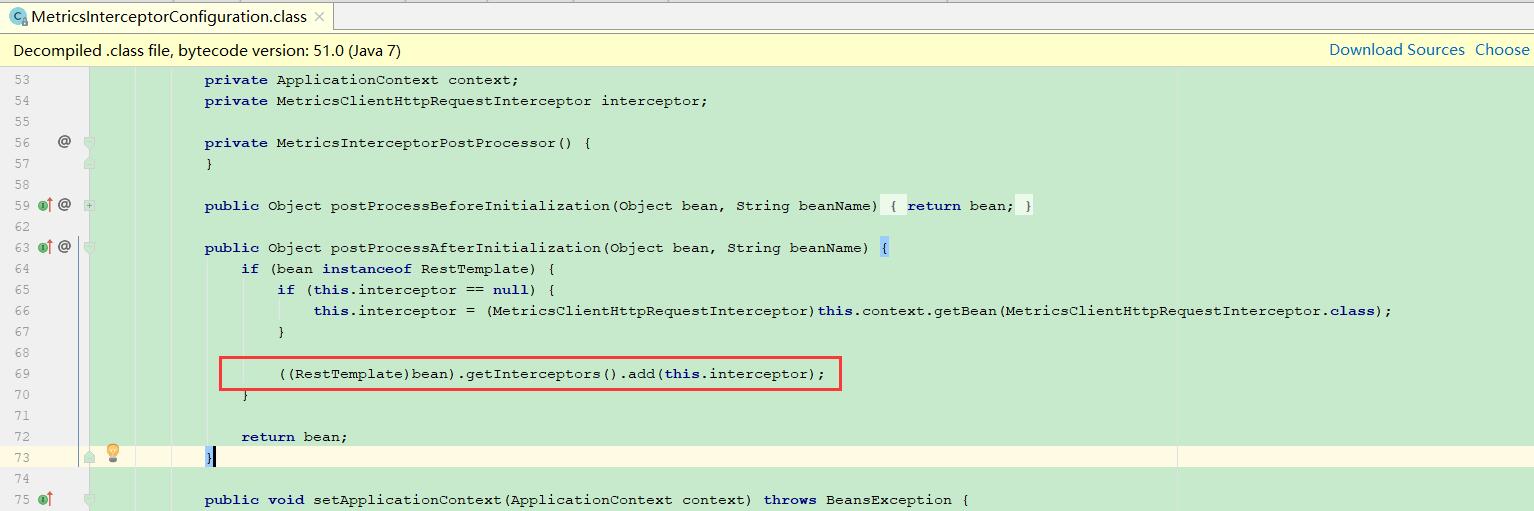 MetricsInterceptorConfiguration.class
Decompiled .class file, bytecode version: 51.0 (Java 7) Download Sources Choose
53 private ApplicationContext context;
54 private MetricsClientHttpRequestInterceptor interceptor;
55
56 @ private MetricsInterceptorPostProcessor() {
57 }
58
59 @ public Object postProcessBeforeInitialization(Object bean, String beanName) { return bean; }
62
63 @ public Object postProcessAfterInitialization(Object bean, String beanName) {
64 if (bean instanceof RestTemplate) {
65 if (this.interceptor == null) {
66 this.interceptor = (MetricsClientHttpRequestInterceptor)this.context.getBean(MetricsClientHttpRequestInterceptor.class);
67 }
68
69 ((RestTemplate)bean).getInterceptors().add(this.interceptor);
70 }
71
72 return bean;
73 }
74
75 public void setApplicationContext(ApplicationContext context) throws BeansException {